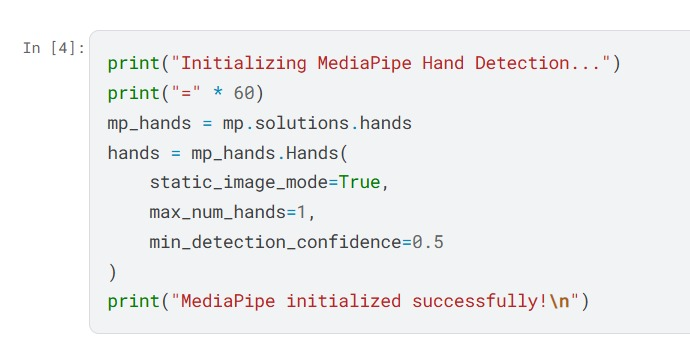 In [4]:
print("Initializing MediaPipe Hand Detection...")
print("=" * 60)
mp_hands = mp.solutions.hands
hands = mp_hands.Hands(
    static_image_mode=True,
    max_num_hands=1,
    min_detection_confidence=0.5
)
print("MediaPipe initialized successfully!\n")